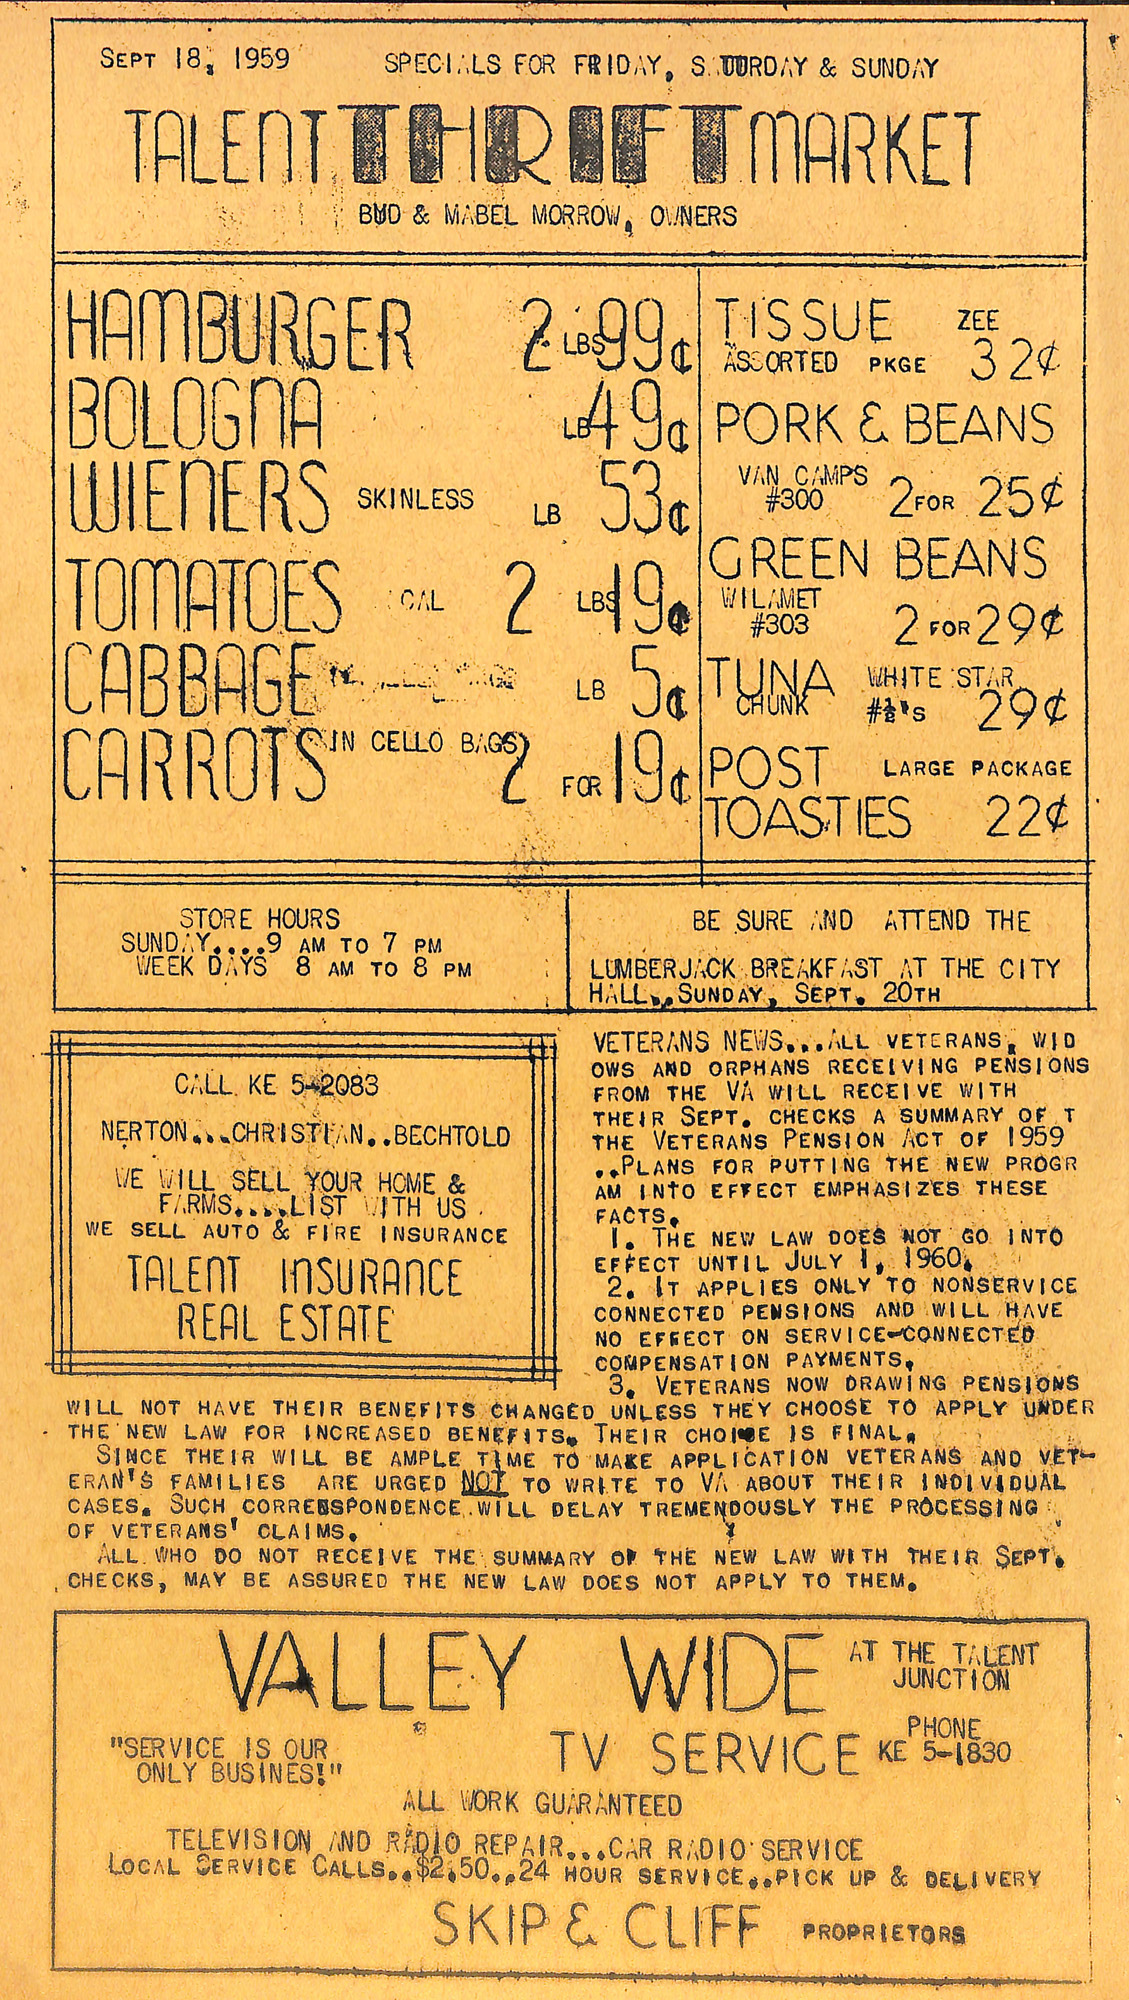 SEPT 18, 1959 SPECIALS FOR FRIDAY, SATURDAY & SUNDAY
TALENT THRIFT MARKET
BUD & MABEL MORROW, OWNERS
HAMBURGER 2 LBS 99¢
BOLOGNA LB 49¢
WIENERS SKINLESS LB 53¢
TOMATOES LOCAL 2 LBS 19¢
CABBAGE LB 5¢
CARROTS IN CELLO BAGS 2 FOR 19¢
TISSUE ZEE
ASSORTED PKGE 32¢
PORK & BEANS
VAN CAMPS
#300 2 FOR 25¢
GREEN BEANS
WILAMET
#303 2 FOR 29¢
TUNA WHITE STAR
CHUNK #½'S 29¢
POST LARGE PACKAGE
TOASTIES 22¢
STORE HOURS
SUNDAY....9 AM TO 7 PM
WEEK DAYS 8 AM TO 8 PM
BE SURE AND ATTEND THE
LUMBERJACK BREAKFAST AT THE CITY
HALL..SUNDAY, SEPT. 20TH
CALL KE 5-2083
NERTON...CHRISTIAN..BECHTOLD
WE WILL SELL YOUR HOME &
FARMS....LIST WITH US.
WE SELL AUTO & FIRE INSURANCE
TALENT INSURANCE
REAL ESTATE
VETERANS NEWS...ALL VETERANS, WID
OWS AND ORPHANS RECEIVING PENSIONS
FROM THE VA WILL RECEIVE WITH
THEIR SEPT. CHECKS A SUMMARY OF T
THE VETERANS PENSION ACT OF 1959
..PLANS FOR PUTTING THE NEW PROGR
AM INTO EFFECT EMPHASIZES THESE
FACTS.
1. THE NEW LAW DOES NOT GO INTO
EFFECT UNTIL JULY 1, 1960.
2. IT APPLIES ONLY TO NONSERVICE
CONNECTED PENSIONS AND WILL HAVE
NO EFFECT ON SERVICE-CONNECTED
COMPENSATION PAYMENTS.
3. VETERANS NOW DRAWING PENSIONS
WILL NOT HAVE THEIR BENEFITS CHANGED UNLESS THEY CHOOSE TO APPLY UNDER
THE NEW LAW FOR INCREASED BENEFITS. THEIR CHOICE IS FINAL.
SINCE THEIR WILL BE AMPLE TIME TO MAKE APPLICATION VETERANS AND VET-
ERAN'S FAMILIES ARE URGED NOT TO WRITE TO VA ABOUT THEIR INDIVIDUAL
CASES. SUCH CORRESPONDENCE WILL DELAY TREMENDOUSLY THE PROCESSING
OF VETERANS' CLAIMS.
ALL WHO DO NOT RECEIVE THE SUMMARY OF THE NEW LAW WITH THEIR SEPT.
CHECKS, MAY BE ASSURED THE NEW LAW DOES NOT APPLY TO THEM.
VALLEY WIDE AT THE TALENT
JUNCTION
"SERVICE IS OUR
ONLY BUSINES!"
TV SERVICE
PHONE
KE 5-1830
ALL WORK GUARANTEED
TELEVISION AND RADIO REPAIR...CAR RADIO SERVICE
LOCAL SERVICE CALLS..$2.50..24 HOUR SERVICE..PICK UP & DELIVERY
SKIP & CLIFF PROPRIETORS